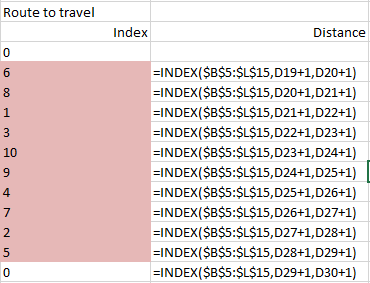 Route to travel
Index Distance
0
6 =INDEX($B$5:$L$15,D19+1,D20+1)
8 =INDEX($B$5:$L$15,D20+1,D21+1)
1 =INDEX($B$5:$L$15,D21+1,D22+1)
3 =INDEX($B$5:$L$15,D22+1,D23+1)
10 =INDEX($B$5:$L$15,D23+1,D24+1)
9 =INDEX($B$5:$L$15,D24+1,D25+1)
4 =INDEX($B$5:$L$15,D25+1,D26+1)
7 =INDEX($B$5:$L$15,D26+1,D27+1)
2 =INDEX($B$5:$L$15,D27+1,D28+1)
5 =INDEX($B$5:$L$15,D28+1,D29+1)
0 =INDEX($B$5:$L$15,D29+1,D30+1)